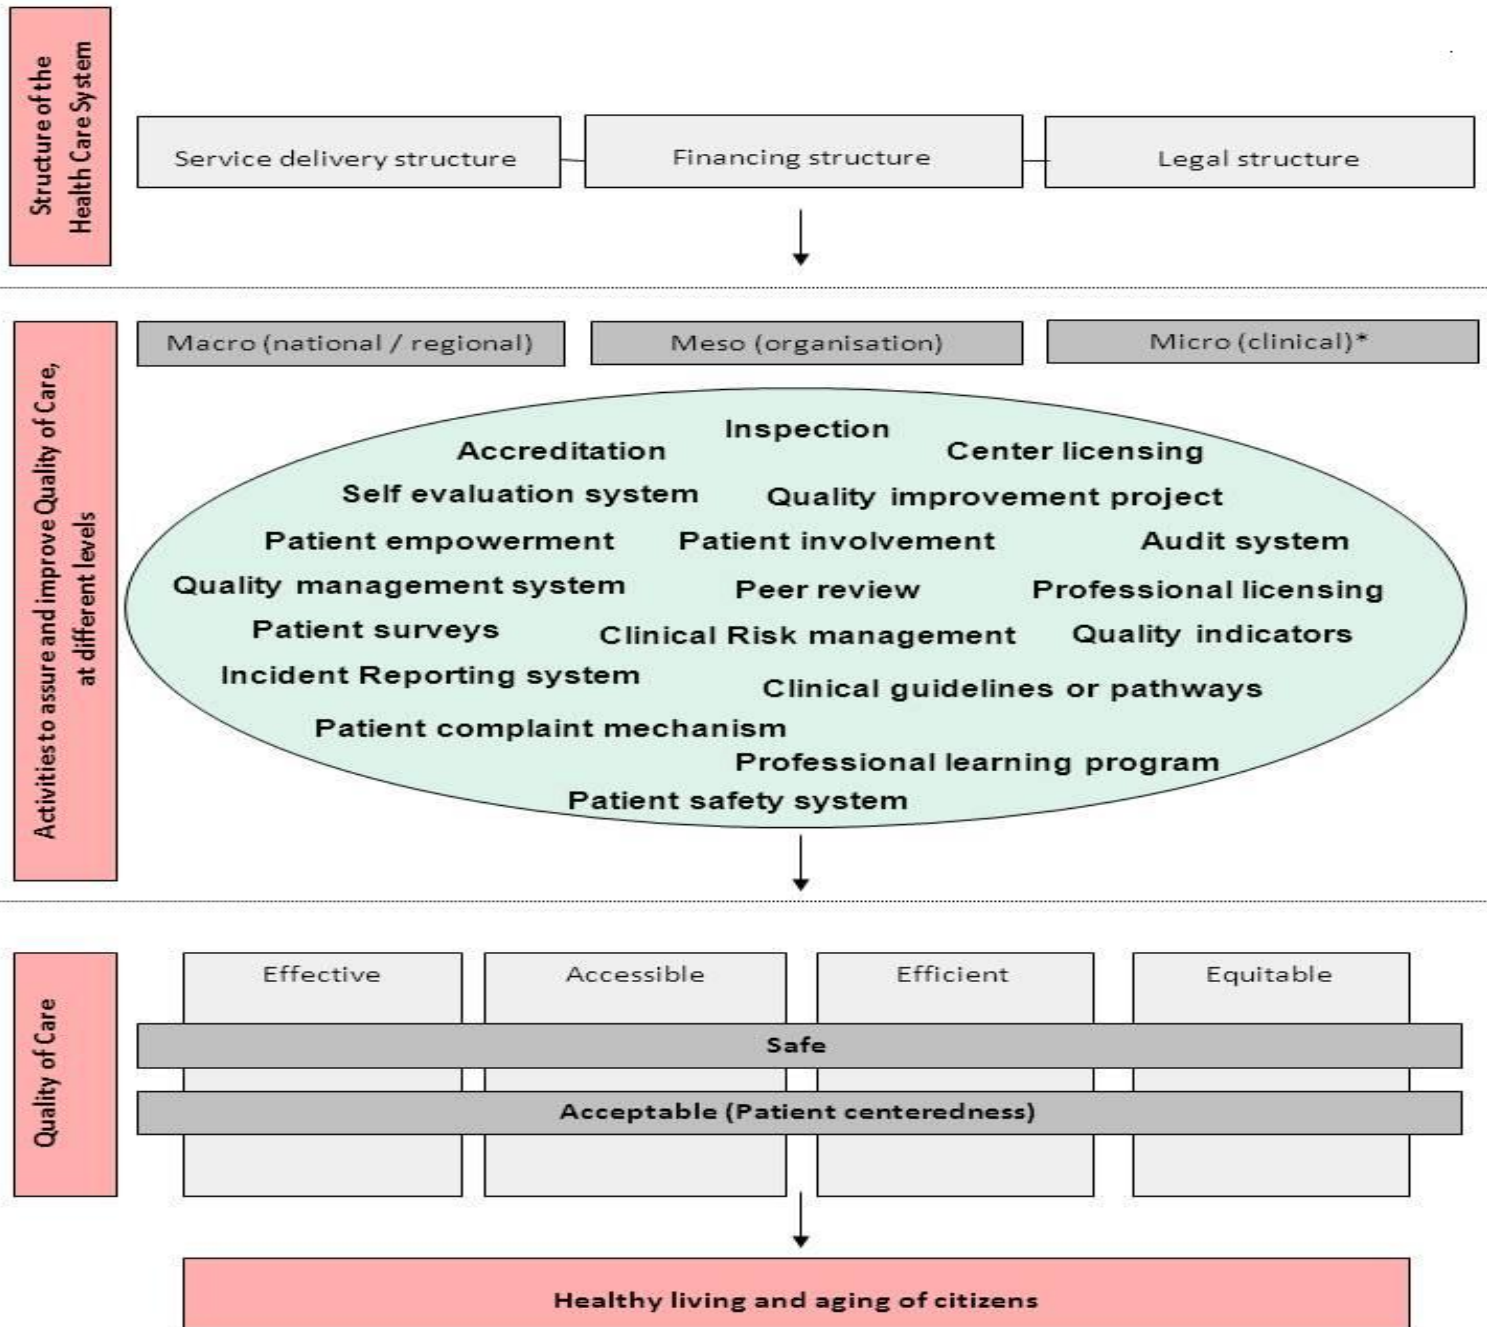 Structure of the
Health Care System
Service delivery structure
Financing structure
Legal structure
Activities to assure and improve Quality of Care,
at different levels
Macro (national / regional)
Meso (organisation)
Micro (clinical)*
Inspection
Accreditation
Center licensing
Self evaluation system
Quality improvement project
Patient empowerment
Patient involvement
Audit system
Quality management system
Peer review
Professional licensing
Patient surveys
Clinical Risk management
Quality indicators
Incident Reporting system
Clinical guidelines or pathways
Patient complaint mechanism
Professional learning program
Patient safety system
Quality of Care
Effective
Accessible
Efficient
Equitable
Safe
Acceptable (Patient centeredness)
Healthy living and aging of citizens